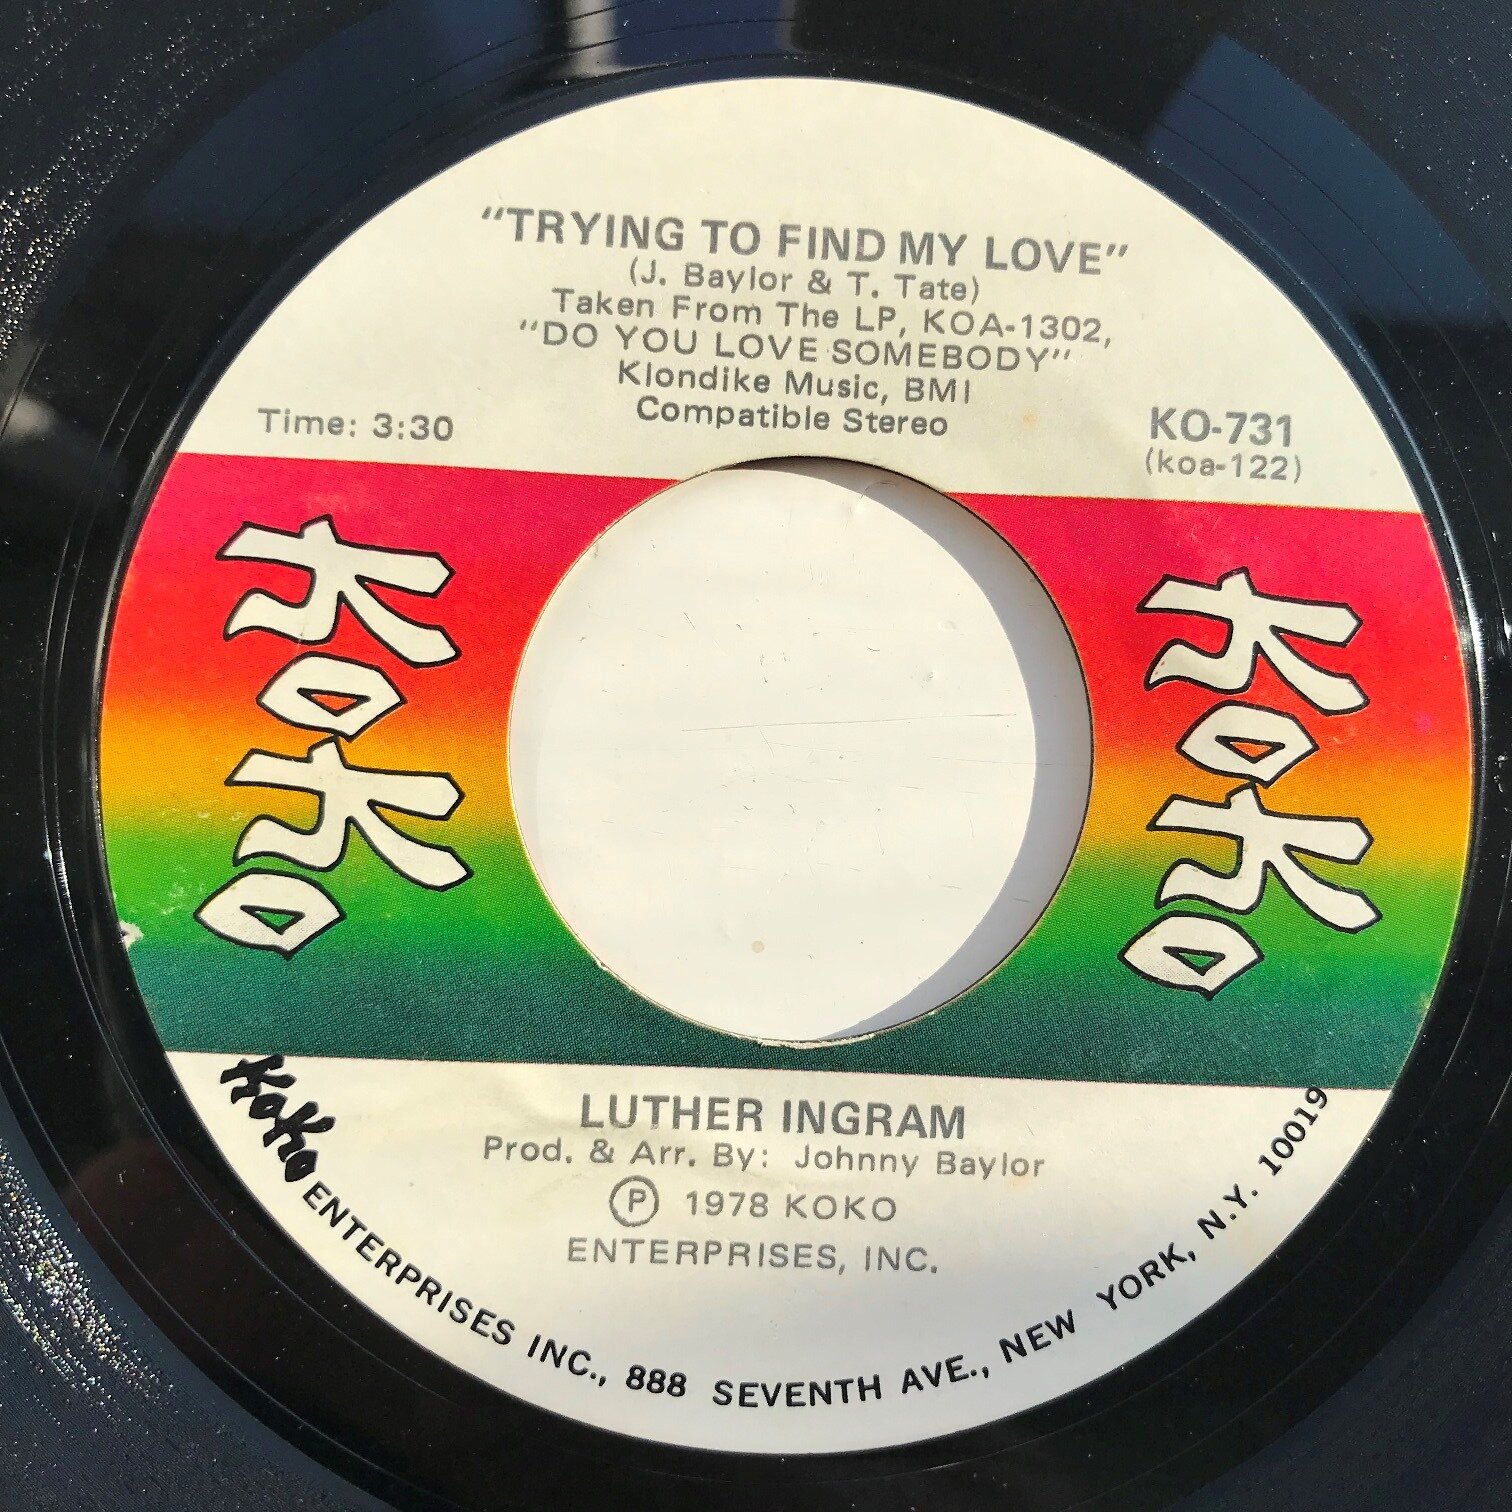 "TRYING TO FIND MY LOVE"
(J. Baylor & T. Tate)
Taken From The LP, KOA-1302,
"DO YOU LOVE SOMEBODY"
Klondike Music, BMI
Compatible Stereo
Time: 3:30
KO-731
(koa-122)
KoKo
KoKo
LUTHER INGRAM
Prod. & Arr. By: Johnny Baylor
Ⓟ 1978 KOKO
ENTERPRISES, INC.
KoKo ENTERPRISES INC., 888 SEVENTH AVE., NEW YORK, N.Y. 10019